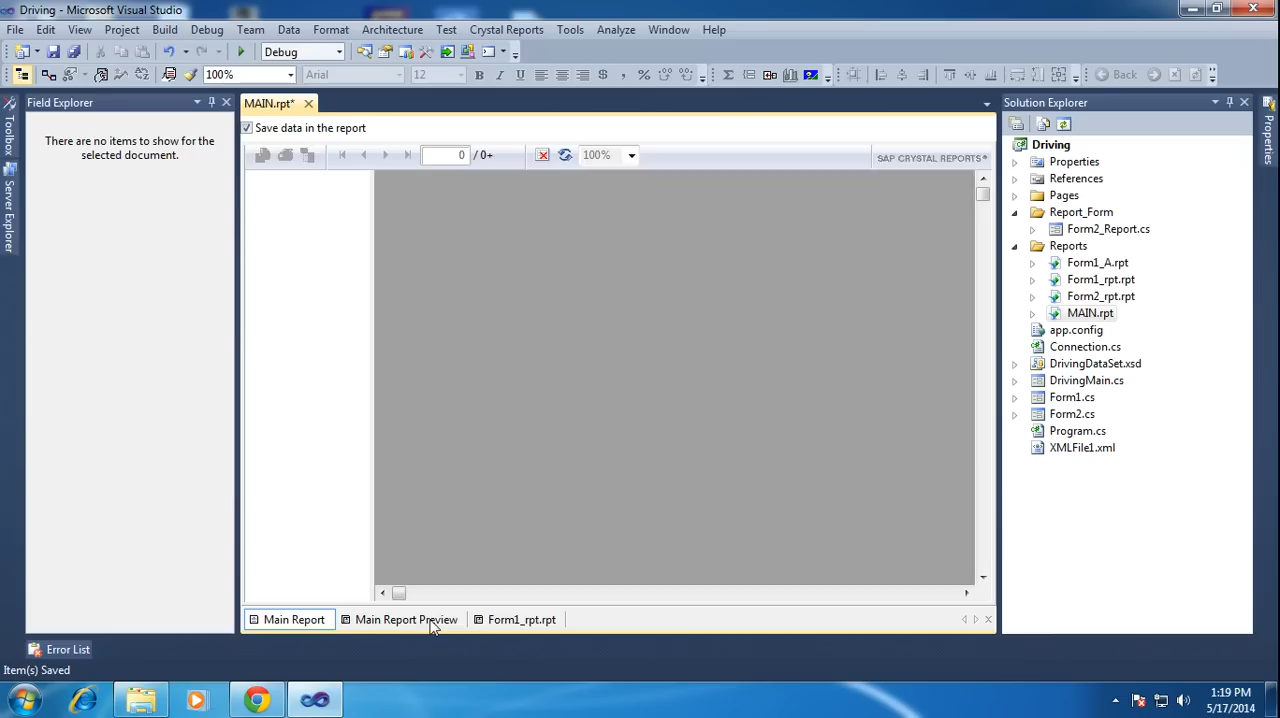 Driving - Microsoft Visual Studio
File Edit View Project Build Debug Team Data Format Architecture Test Crystal Reports Tools Analyze Window Help
Debug
100% Arial 12 B I U $ , % Σ Back
Toolbox
Server Explorer
Field Explorer
There are no items to show for the
selected document.
MAIN.rpt*
Save data in the report
0 / 0+ 100% SAP CRYSTAL REPORTS®
Main Report Main Report Preview Form1_rpt.rpt
Solution Explorer
Driving
Properties
References
Pages
Report_Form
Form2_Report.cs
Reports
Form1_A.rpt
Form1_rpt.rpt
Form2_rpt.rpt
MAIN.rpt
app.config
Connection.cs
DrivingDataSet.xsd
DrivingMain.cs
Form1.cs
Form2.cs
Program.cs
XMLFile1.xml
Properties
Error List
Item(s) Saved
1:19 PM
5/17/2014